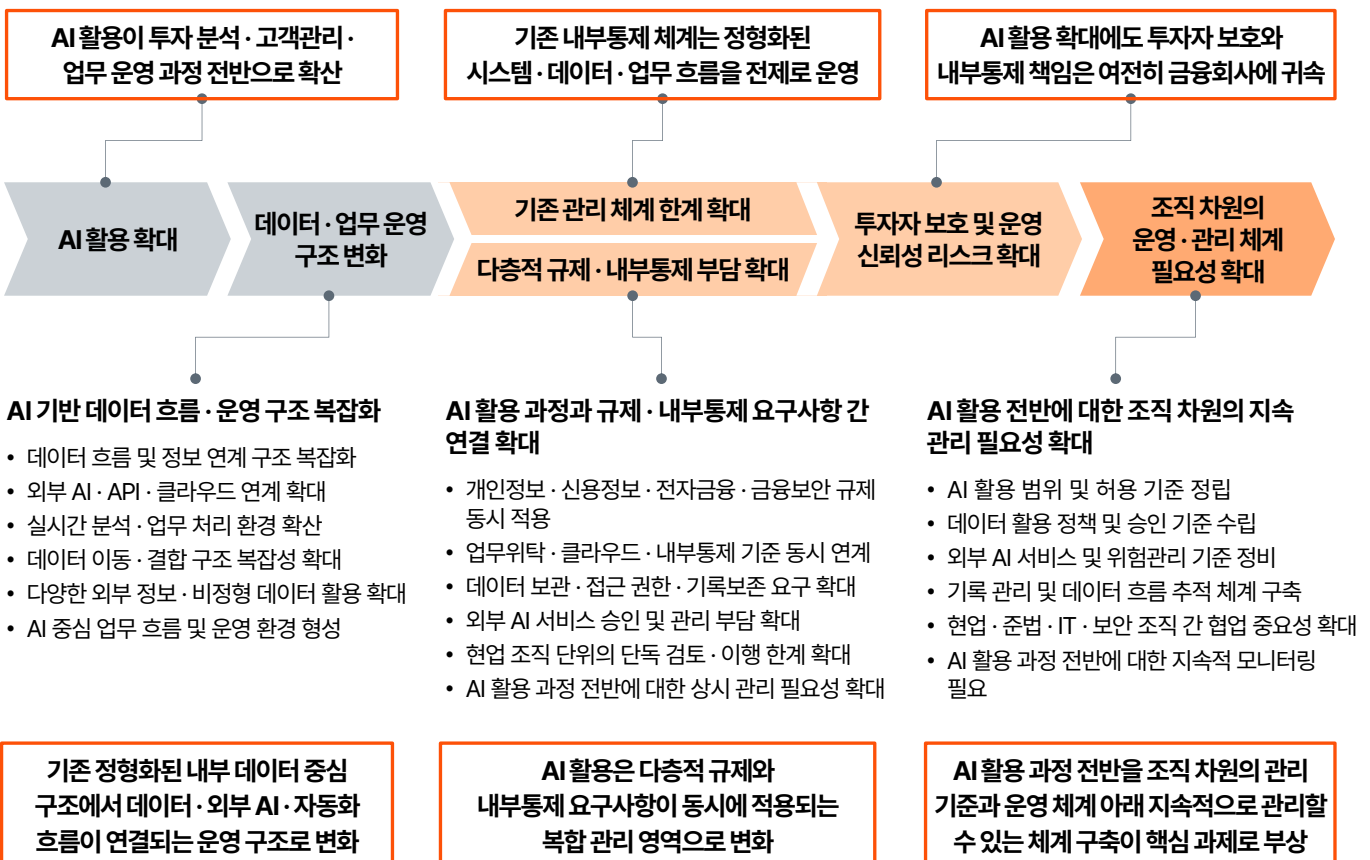 AI 활용이 투자 분석 · 고객관리 ·
업무 운영 과정 전반으로 확산
기존 내부통제 체계는 정형화된
시스템 · 데이터 · 업무 흐름을 전제로 운영
AI 활용 확대에도 투자자 보호와
내부통제 책임은 여전히 금융회사에 귀속
AI 활용 확대
데이터 · 업무 운영
구조 변화
기존 관리 체계 한계 확대
다층적 규제 · 내부통제 부담 확대
투자자 보호 및 운영
신뢰성 리스크 확대
조직 차원의
운영 · 관리 체계
필요성 확대
AI 기반 데이터 흐름 · 운영 구조 복잡화
• 데이터 흐름 및 정보 연계 구조 복잡화
• 외부 AI · API · 클라우드 연계 확대
• 실시간 분석 · 업무 처리 환경 확산
• 데이터 이동 · 결합 구조 복잡성 확대
• 다양한 외부 정보 · 비정형 데이터 활용 확대
• AI 중심 업무 흐름 및 운영 환경 형성
AI 활용 과정과 규제 · 내부통제 요구사항 간
연결 확대
• 개인정보 · 신용정보 · 전자금융 · 금융보안 규제
동시 적용
• 업무위탁 · 클라우드 · 내부통제 기준 동시 연계
• 데이터 보관 · 접근 권한 · 기록보존 요구 확대
• 외부 AI 서비스 승인 및 관리 부담 확대
• 현업 조직 단위의 단독 검토 · 이행 한계 확대
• AI 활용 과정 전반에 대한 상시 관리 필요성 확대
AI 활용 전반에 대한 조직 차원의 지속
관리 필요성 확대
• AI 활용 범위 및 허용 기준 정립
• 데이터 활용 정책 및 승인 기준 수립
• 외부 AI 서비스 및 위험관리 기준 정비
• 기록 관리 및 데이터 흐름 추적 체계 구축
• 현업 · 준법 · IT · 보안 조직 간 협업 중요성 확대
• AI 활용 과정 전반에 대한 지속적 모니터링
필요
기존 정형화된 내부 데이터 중심
구조에서 데이터 · 외부 AI · 자동화
흐름이 연결되는 운영 구조로 변화
AI 활용은 다층적 규제와
내부통제 요구사항이 동시에 적용되는
복합 관리 영역으로 변화
AI 활용 과정 전반을 조직 차원의 관리
기준과 운영 체계 아래 지속적으로 관리할
수 있는 체계 구축이 핵심 과제로 부상